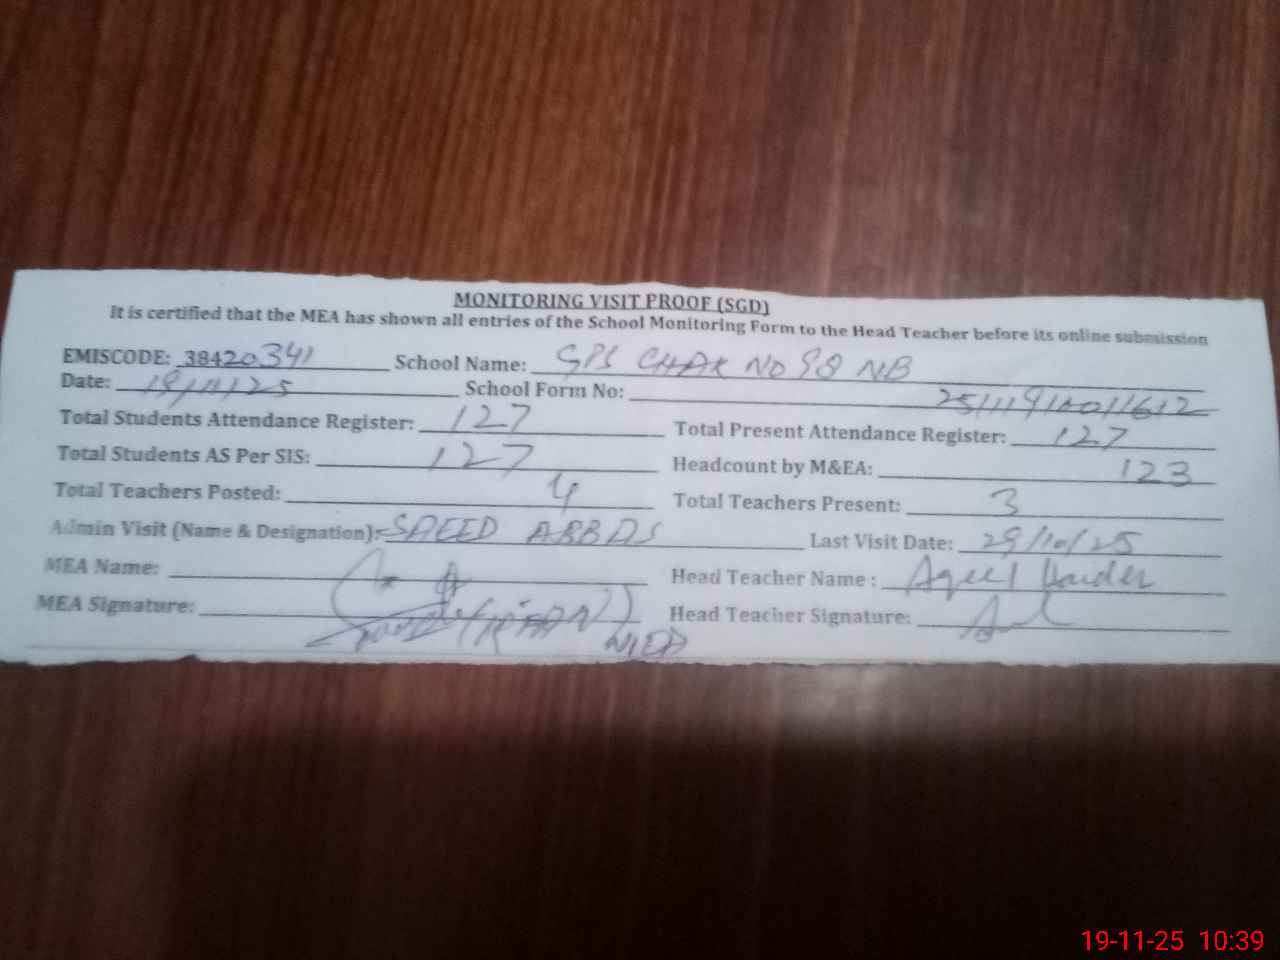 MONITORING VISIT PROOF (SGD)
It is certified that the MEA has shown all entries of the School Monitoring Form to the Head Teacher before its online submission
EMISCODE: 38420341 School Name: GPS CHAK NO 98 NB
Date: 19/11/25 School Form No: 25111910011612
Total Students Attendance Register: 127 Total Present Attendance Register: 127
Total Students AS Per SIS: 127 Headcount by M&EA: 123
Total Teachers Posted: 4 Total Teachers Present: 3
Admin Visit (Name & Designation): SAEED ABBAS Last Visit Date: 29/10/25
MEA Name: Head Teacher Name : Aqeel Haider
MEA Signature: Head Teacher Signature:
19-11-25 10:39